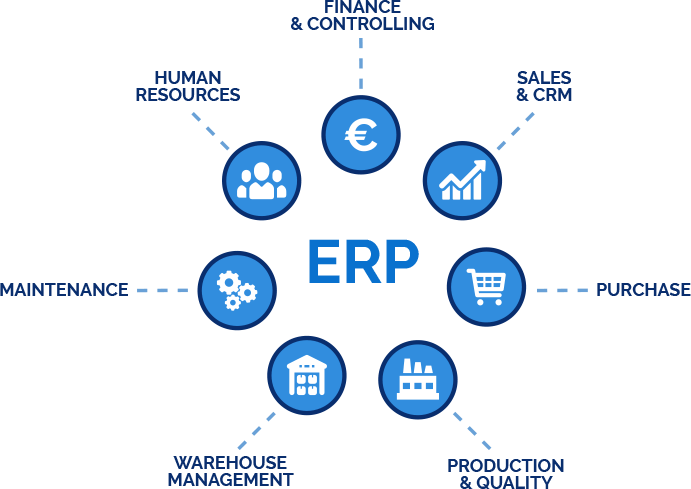 FINANCE
& CONTROLLING
HUMAN
RESOURCES
SALES
& CRM
€
ERP
MAINTENANCE
PURCHASE
WAREHOUSE
MANAGEMENT
PRODUCTION
& QUALITY